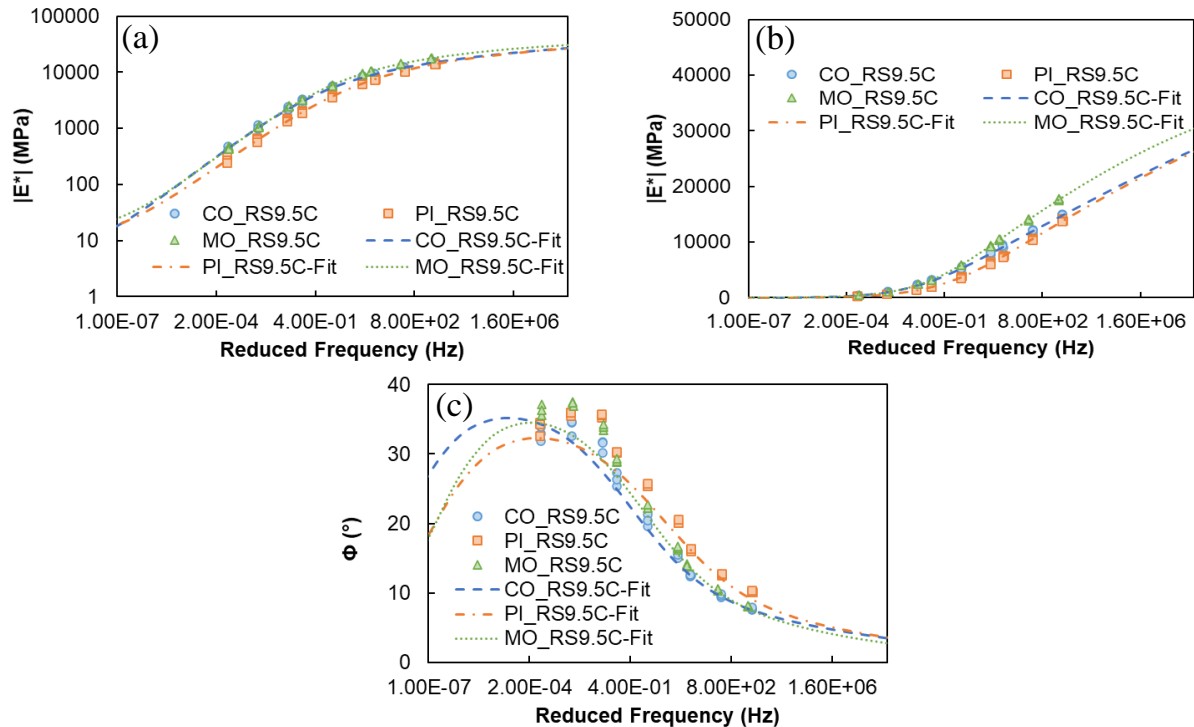 (a)
100000
10000
1000
100
10
1
|E*| (MPa)
CO_RS9.5C
PI_RS9.5C
MO_RS9.5C
CO_RS9.5C-Fit
PI_RS9.5C-Fit
MO_RS9.5C-Fit
1.00E-07
2.00E-04
4.00E-01
8.00E+02
1.60E+06
Reduced Frequency (Hz)
(b)
50000
40000
30000
20000
10000
0
|E*| (MPa)
CO_RS9.5C
PI_RS9.5C
MO_RS9.5C
CO_RS9.5C-Fit
PI_RS9.5C-Fit
MO_RS9.5C-Fit
1.00E-07
2.00E-04
4.00E-01
8.00E+02
1.60E+06
Reduced Frequency (Hz)
(c)
40
30
20
10
0
Φ (°)
CO_RS9.5C
PI_RS9.5C
MO_RS9.5C
CO_RS9.5C-Fit
PI_RS9.5C-Fit
MO_RS9.5C-Fit
1.00E-07
2.00E-04
4.00E-01
8.00E+02
1.60E+06
Reduced Frequency (Hz)